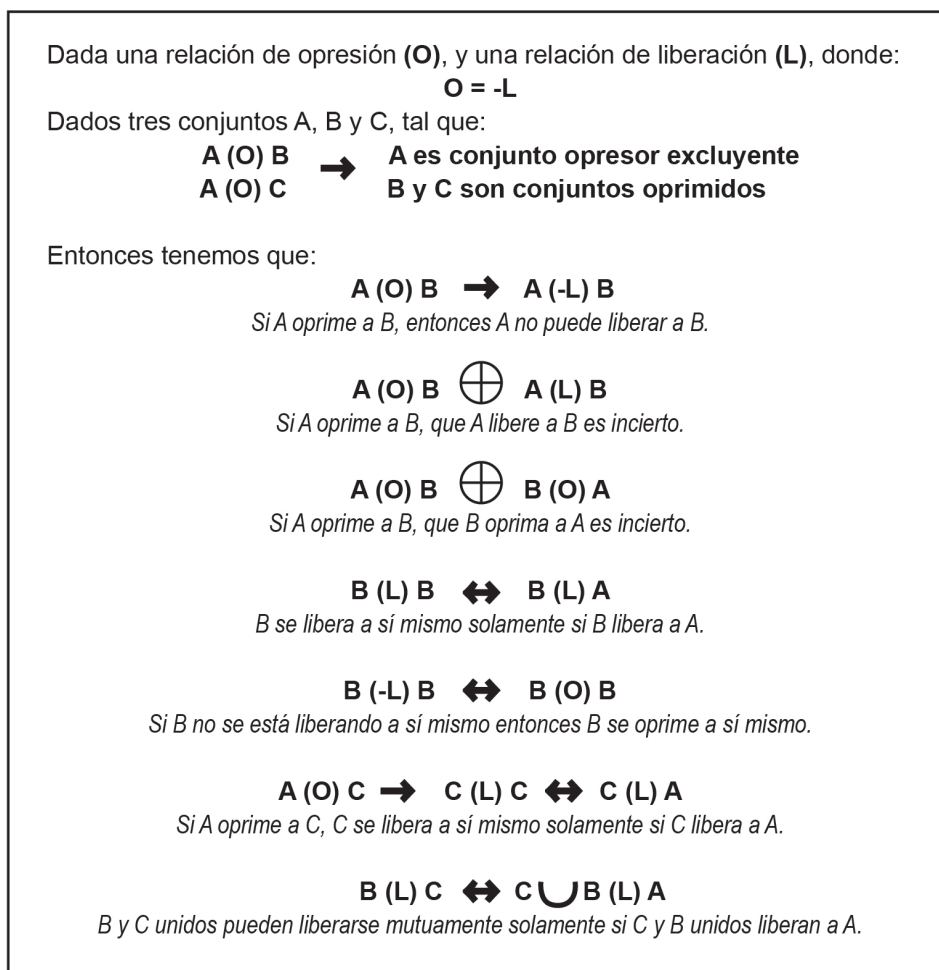 Dada una relación de opresión (O), y una relación de liberación (L), donde:
O = -L
Dados tres conjuntos A, B y C, tal que:
A (O) B → A es conjunto opresor excluyente
A (O) C B y C son conjuntos oprimidos
Entonces tenemos que:
A (O) B → A (-L) B
Si A oprime a B, entonces A no puede liberar a B.
A (O) B ⊕ A (L) B
Si A oprime a B, que A libere a B es incierto.
A (O) B ⊕ B (O) A
Si A oprime a B, que B oprima a A es incierto.
B (L) B ↔ B (L) A
B se libera a sí mismo solamente si B libera a A.
B (-L) B ↔ B (O) B
Si B no se está liberando a sí mismo entonces B se oprime a sí mismo.
A (O) C → C (L) C ↔ C (L) A
Si A oprime a C, C se libera a sí mismo solamente si C libera a A.
B (L) C ↔ C ∪ B (L) A
B y C unidos pueden liberarse mutuamente solamente si C y B unidos liberan a A.